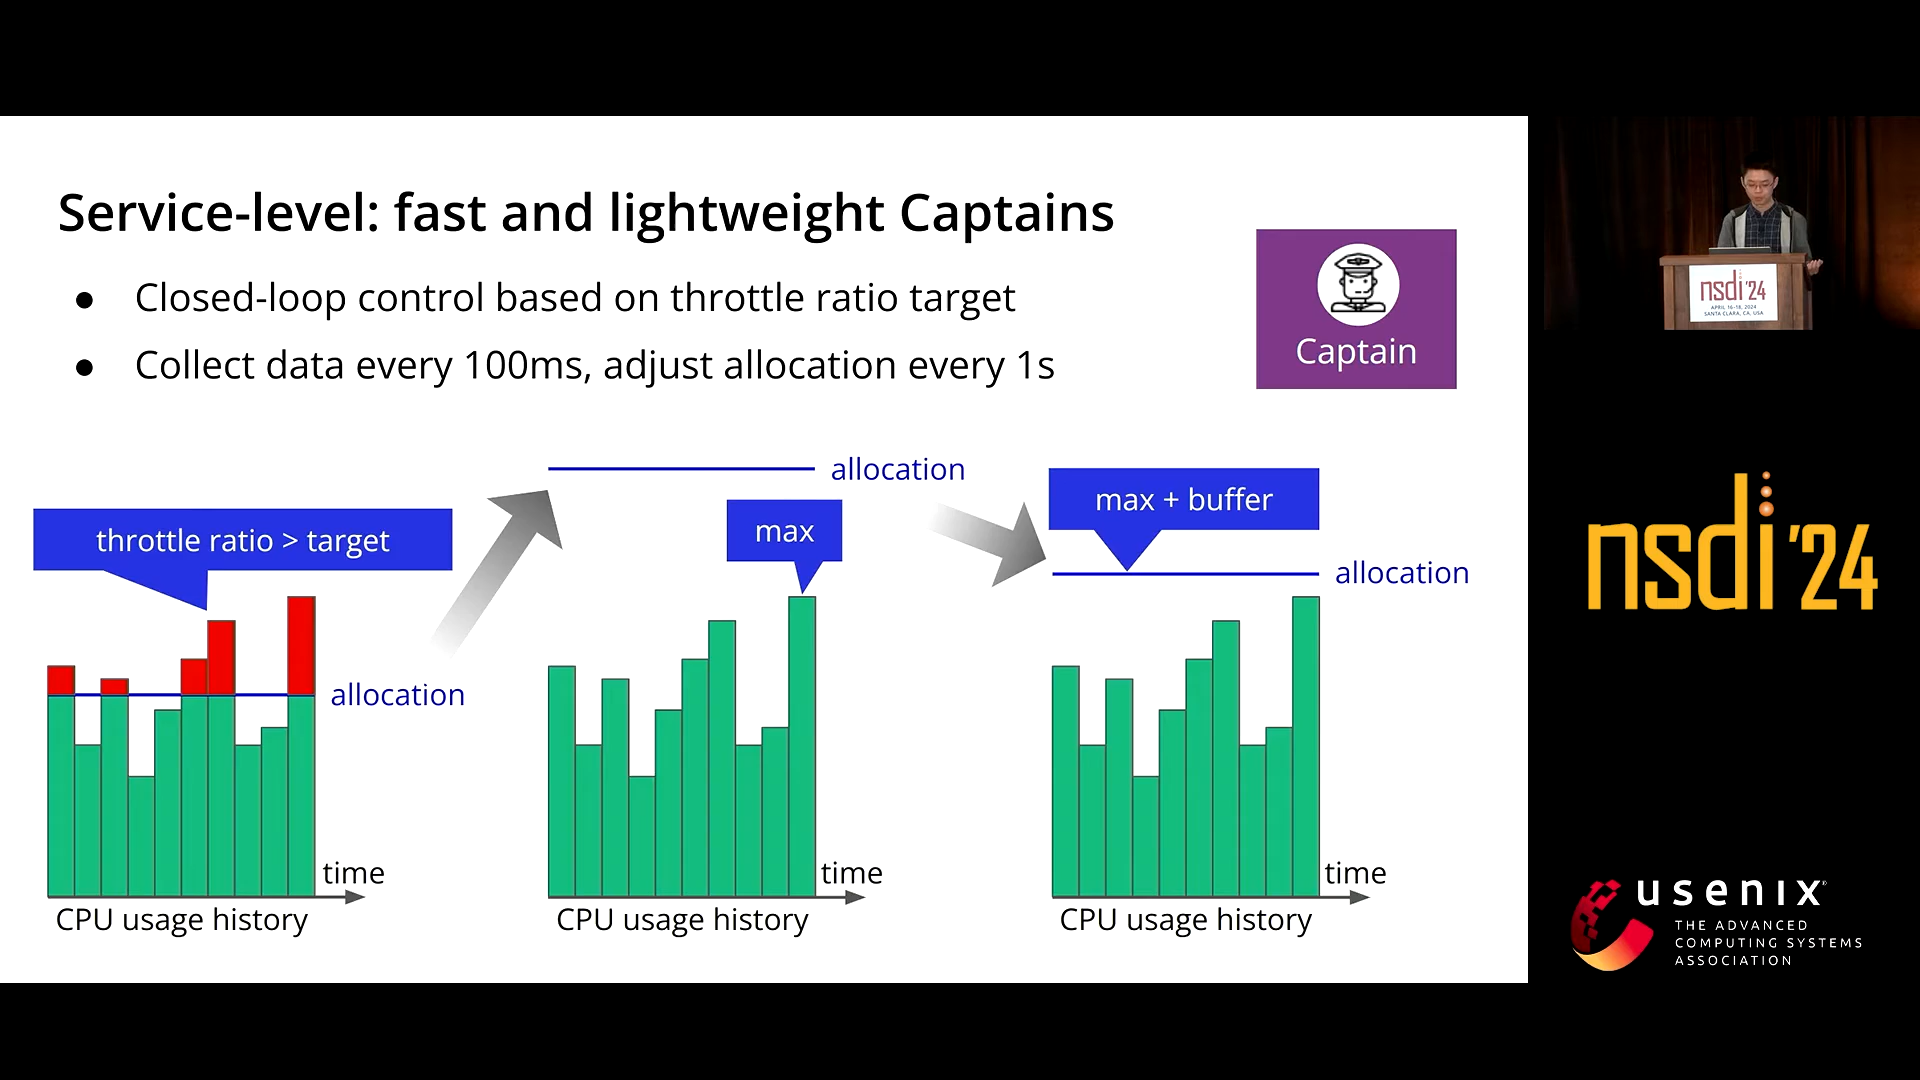 Service-level: fast and lightweight Captains
● Closed-loop control based on throttle ratio target
● Collect data every 100ms, adjust allocation every 1s
Captain
throttle ratio > target
allocation
time
CPU usage history
allocation
max
time
CPU usage history
max + buffer
allocation
time
CPU usage history
nsdi '24
APRIL 16-18, 2024
SANTA CLARA, CA, USA
nsdi '24
usenix
THE ADVANCED
COMPUTING SYSTEMS
ASSOCIATION